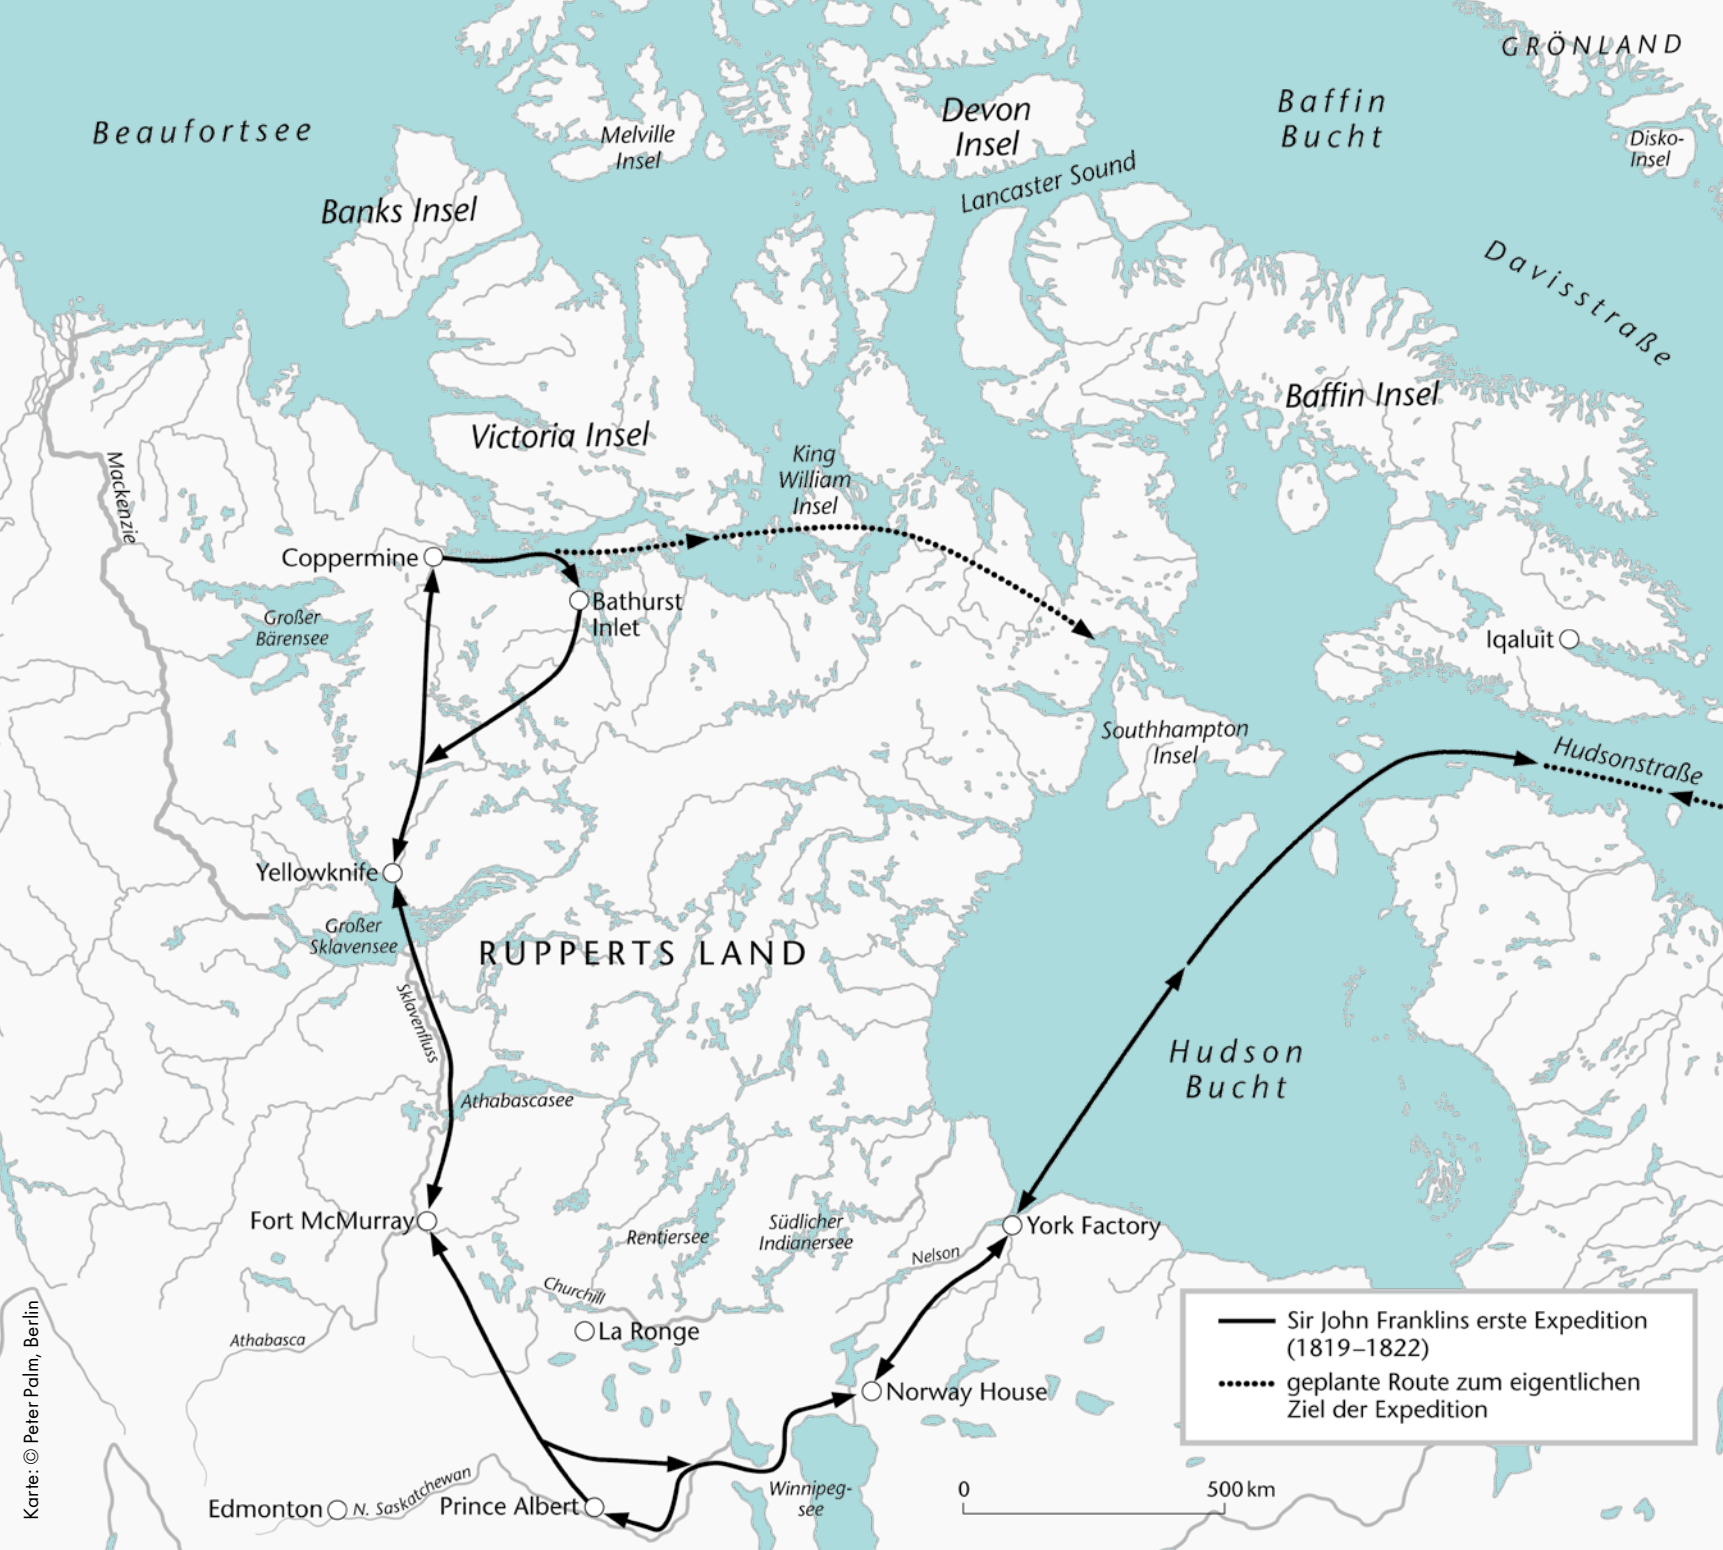 GRÖNLAND
Beaufortsee
Melville
Insel
Devon
Insel
Baffin
Bucht
Disko-
Insel
Lancaster Sound
Banks Insel
Davisstraße
Baffin Insel
Victoria Insel
King
William
Insel
Mackenzie
Coppermine
Bathurst
Inlet
Großer
Bärensee
Iqaluit
Southhampton
Insel
Hudsonstraße
Yellowknife
Großer
Sklavensee
RUPPERTS LAND
Sklavenfluss
Hudson
Bucht
Athabascasee
Fort McMurray
Rentiersee
Südlicher
Indianersee
Nelson
York Factory
Churchill
La Ronge
Athabasca
Norway House
Edmonton
N. Saskatchewan
Prince Albert
Winnipeg-
see
Sir John Franklins erste Expedition
(1819–1822)
geplante Route zum eigentlichen
Ziel der Expedition
0 500 km
Karte: © Peter Palm, Berlin